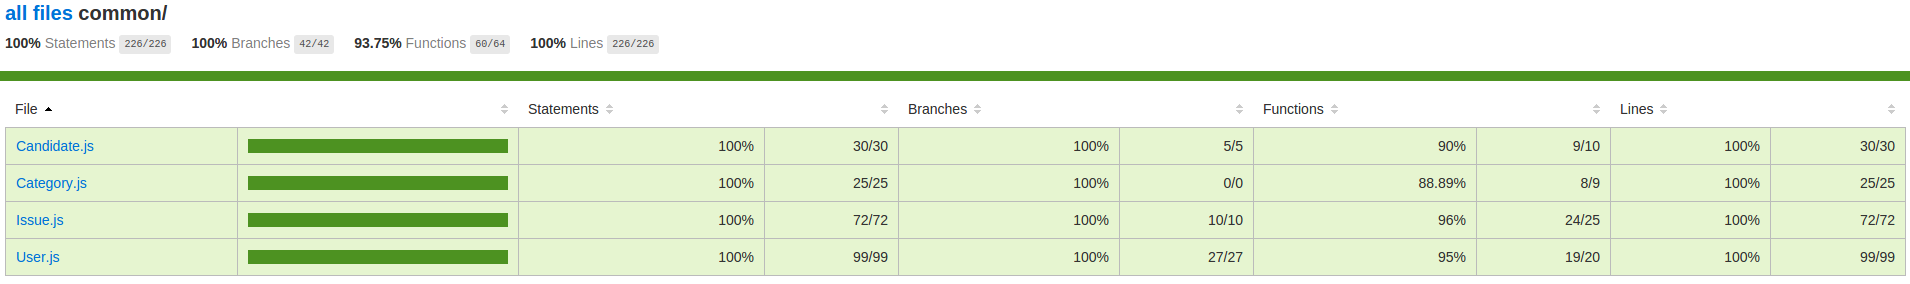 all files common/
100% Statements 226/226 100% Branches 42/42 93.75% Functions 60/64 100% Lines 226/226
File Statements Branches Functions Lines
Candidate.js 100% 30/30 100% 5/5 90% 9/10 100% 30/30
Category.js 100% 25/25 100% 0/0 88.89% 8/9 100% 25/25
Issue.js 100% 72/72 100% 10/10 96% 24/25 100% 72/72
User.js 100% 99/99 100% 27/27 95% 19/20 100% 99/99